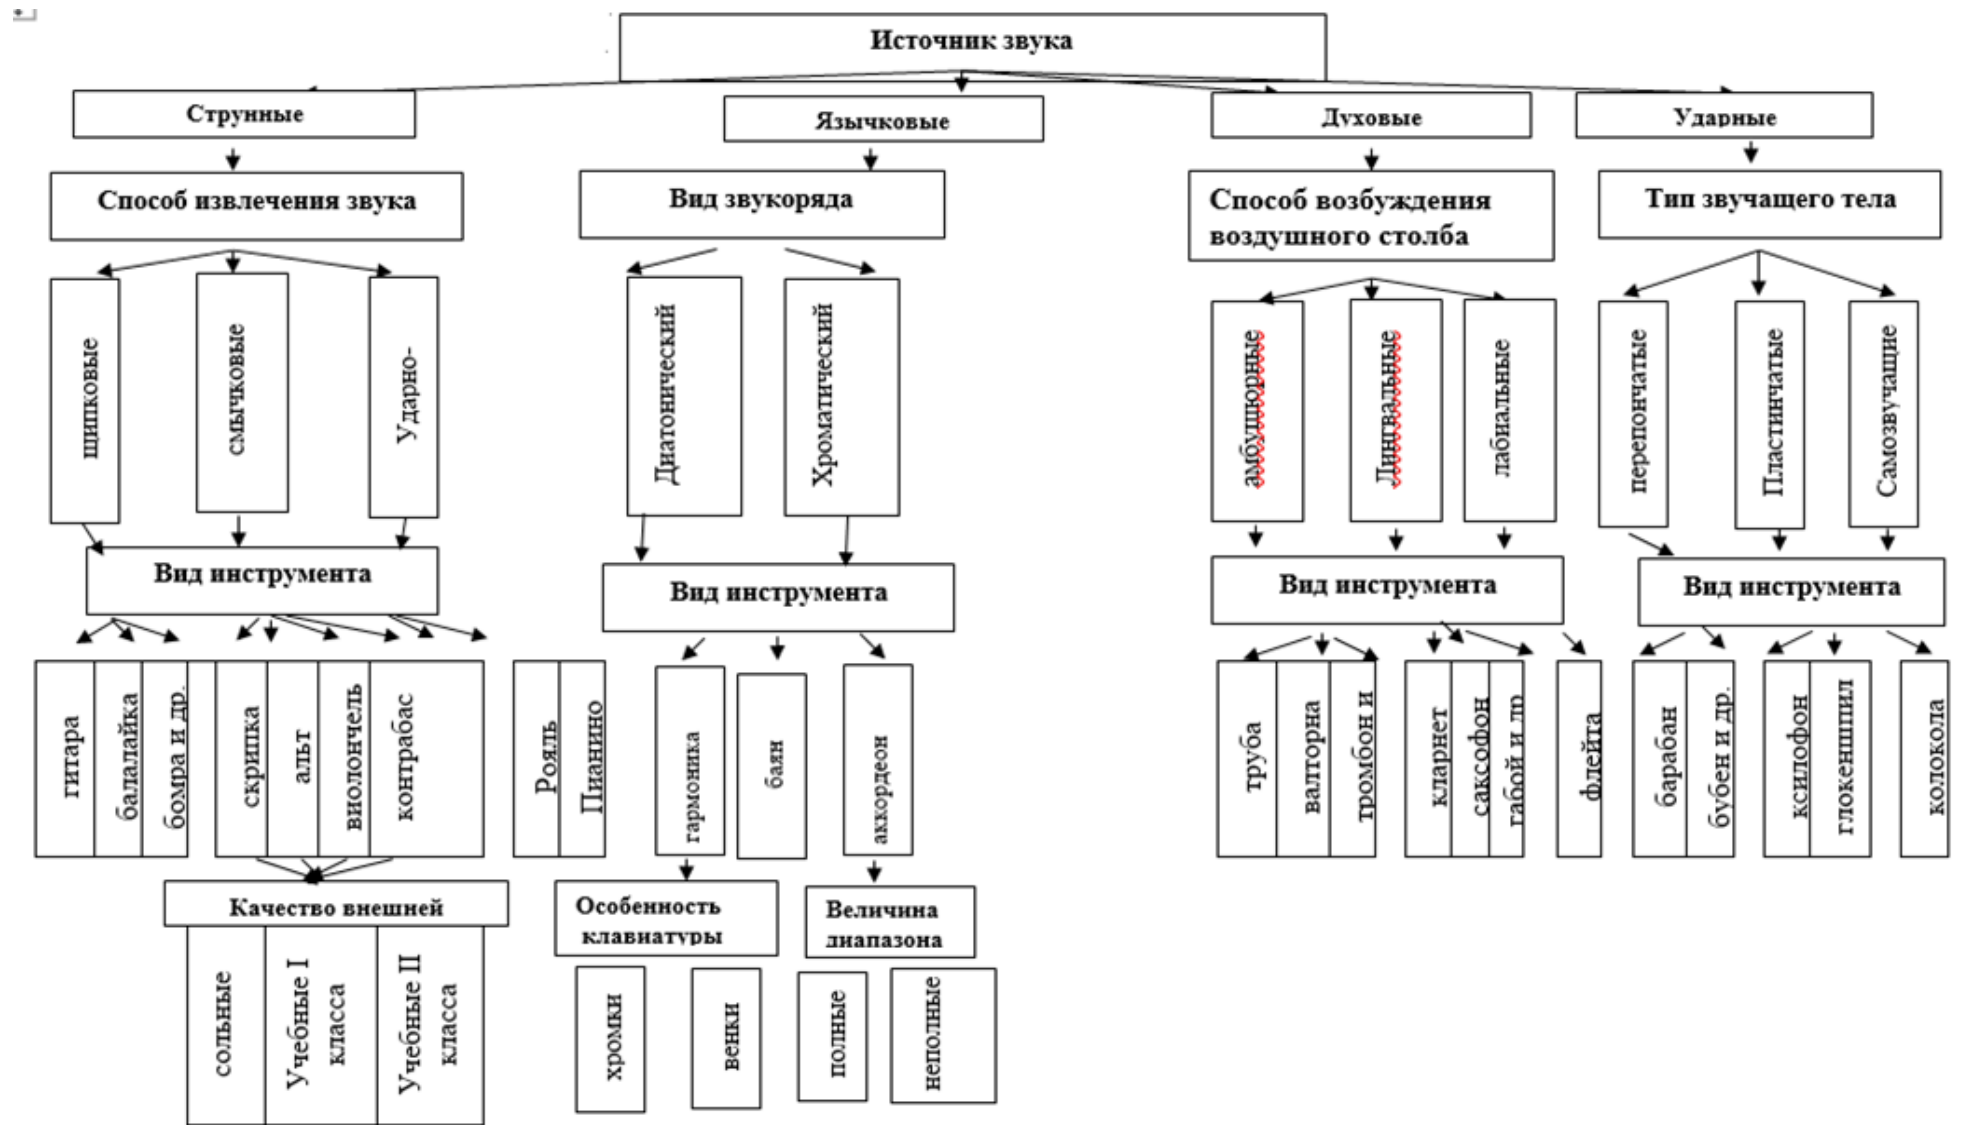 Источник звука
Струнные
Язычковые
Духовые
Ударные
Способ извлечения звука
Вид звукоряда
Способ возбуждения
воздушного столба
Тип звучащего тела
щипковые
смычковые
Ударно-
Диатонический
Хроматический
амбушюрные
Лингвальные
лабиальные
перепончатые
Пластинчатые
Самозвучащие
Вид инструмента
Вид инструмента
Вид инструмента
Вид инструмента
гитара
балалайка
бомра и др.
скрипка
альт
виолончель
контрабас
Рояль
Пианино
гармоника
баян
аккордеон
труба
валторна
тромбон и
кларнет
саксофон
габой и др
флейта
барабан
бубен и др.
ксилофон
глокеншпил
колокола
Качество внешней
Особенность
клавиатуры
Величина
диапазона
сольные
Учебные I
класса
Учебные II
класса
хромки
венки
полные
неполные